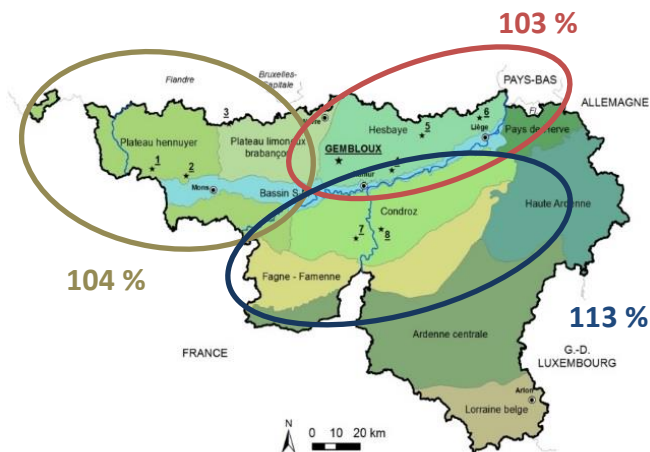 103 %
Flandre
Bruxelles-
Capitale
PAYS-BAS
ALLEMAGNE
3
6
5
Hesbaye
Liège
Pays de Herve
Plateau hennuyer
Plateau limoneux
brabançon
GEMBLOUX
1
2
Mons
Bassin
Condroz
Haute Ardenne
7
8
104 %
Fagne - Famenne
113 %
FRANCE
Ardenne centrale
G.-D.
LUXEMBOURG
Arlon
Lorraine belge
N
0 10 20 km